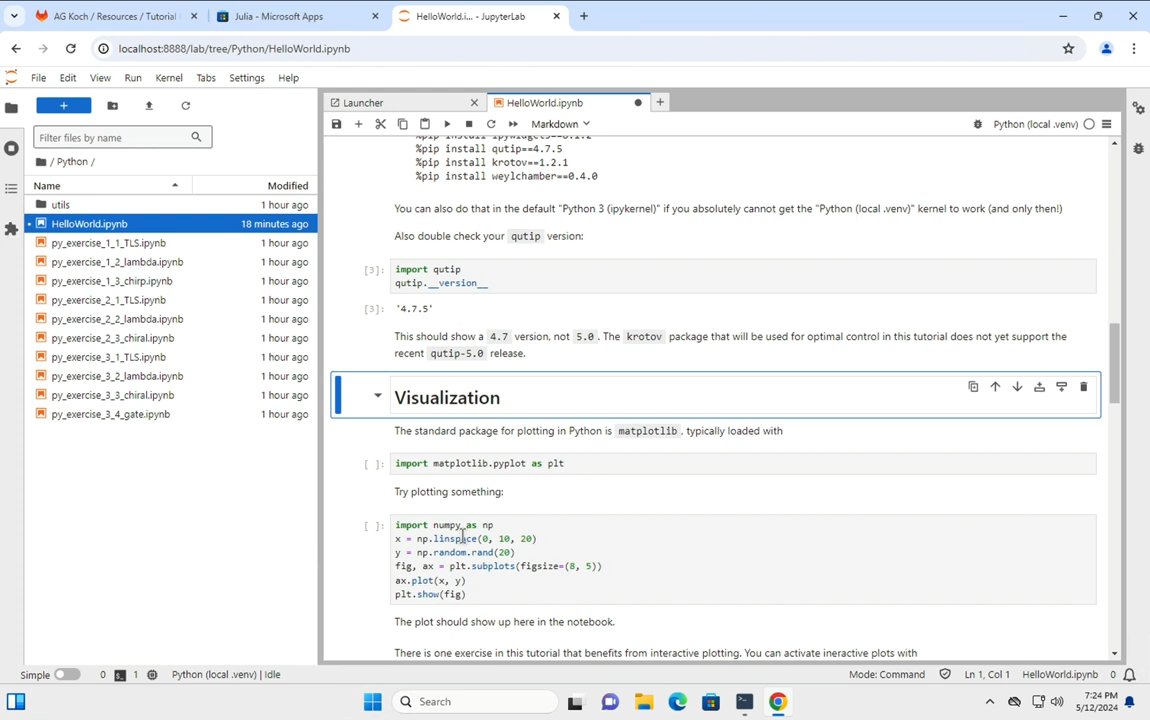 AG Koch / Resources / Tutorial
Julia - Microsoft Apps
HelloWorld.i... - JupyterLab
localhost:8888/lab/tree/Python/HelloWorld.ipynb
File Edit View Run Kernel Tabs Settings Help
Launcher
HelloWorld.ipynb
Markdown
Python (local .venv)
Filter files by name
/ Python /
Name Modified
utils 1 hour ago
HelloWorld.ipynb 18 minutes ago
py_exercise_1_1_TLS.ipynb 1 hour ago
py_exercise_1_2_lambda.ipynb 1 hour ago
py_exercise_1_3_chirp.ipynb 1 hour ago
py_exercise_2_1_TLS.ipynb 1 hour ago
py_exercise_2_2_lambda.ipynb 1 hour ago
py_exercise_2_3_chiral.ipynb 1 hour ago
py_exercise_3_1_TLS.ipynb 1 hour ago
py_exercise_3_2_lambda.ipynb 1 hour ago
py_exercise_3_3_chiral.ipynb 1 hour ago
py_exercise_3_4_gate.ipynb 1 hour ago
%pip install qutip==4.7.5
%pip install krotov==1.2.1
%pip install weylchamber==0.4.0
You can also do that in the default "Python 3 (ipykernel)" if you absolutely cannot get the "Python (local .venv)" kernel to work (and only then!)
Also double check your qutip version:
[3]: import qutip
qutip.__version__
[3]: '4.7.5'
This should show a 4.7 version, not 5.0. The krotov package that will be used for optimal control in this tutorial does not yet support the
recent qutip-5.0 release.
Visualization
The standard package for plotting in Python is matplotlib, typically loaded with
[ ]: import matplotlib.pyplot as plt
Try plotting something:
[ ]: import numpy as np
x = np.linspace(0, 10, 20)
y = np.random.rand(20)
fig, ax = plt.subplots(figsize=(8, 5))
ax.plot(x, y)
plt.show(fig)
The plot should show up here in the notebook.
There is one exercise in this tutorial that benefits from interactive plotting. You can activate ineractive plots with
Simple 0 1 Python (local .venv) | Idle Mode: Command Ln 1, Col 1 HelloWorld.ipynb 0
Search
7:24 PM
5/12/2024